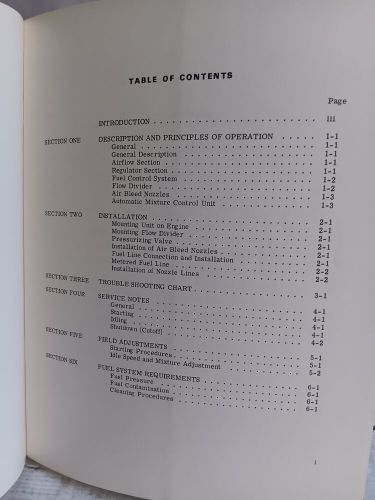 TABLE OF CONTENTS
Page
INTRODUCTION . . . . . . . . . . . . . . . . . . . . . . . . iii
SECTION ONE DESCRIPTION AND PRINCIPLES OF OPERATION . . . . . 1-1
General . . . . . . . . . . . . . . . . . . . . . . . . . 1-1
General Description . . . . . . . . . . . . . . . . . . 1-1
Airflow Section . . . . . . . . . . . . . . . . . . . . 1-1
Regulator Section . . . . . . . . . . . . . . . . . . . 1-1
Fuel Control System . . . . . . . . . . . . . . . . . . 1-2
Flow Divider . . . . . . . . . . . . . . . . . . . . . . 1-2
Air Bleed Nozzles . . . . . . . . . . . . . . . . . . . 1-3
Automatic Mixture Control Unit . . . . . . . . . . . . 1-3
SECTION TWO INSTALLATION . . . . . . . . . . . . . . . . . . . . . . . 2-1
Mounting Unit on Engine . . . . . . . . . . . . . . . . 2-1
Mounting Flow Divider . . . . . . . . . . . . . . . . . 2-1
Pressurizing Valve . . . . . . . . . . . . . . . . . . . 2-1
Installation of Air Bleed Nozzles . . . . . . . . . . . 2-1
Fuel Line Connection and Installation . . . . . . . . . 2-1
Metered Fuel Line . . . . . . . . . . . . . . . . . . . 2-2
Installation of Nozzle Lines . . . . . . . . . . . . . . 2-2
SECTION THREE TROUBLE SHOOTING CHART . . . . . . . . . . . . . . . . 3-1
SECTION FOUR SERVICE NOTES
General . . . . . . . . . . . . . . . . . . . . . . . . . 4-1
Starting . . . . . . . . . . . . . . . . . . . . . . . . 4-1
Idling . . . . . . . . . . . . . . . . . . . . . . . . . 4-1
Shutdown (Cutoff) . . . . . . . . . . . . . . . . . . . 4-1
4-2
SECTION FIVE FIELD ADJUSTMENTS
Starting Procedures . . . . . . . . . . . . . . . . . . 5-1
Idle Speed and Mixture Adjustment . . . . . . . . . . . 5-1
5-2
SECTION SIX FUEL SYSTEM REQUIREMENTS
Fuel Pressure . . . . . . . . . . . . . . . . . . . . . 6-1
Fuel Contamination . . . . . . . . . . . . . . . . . . . 6-1
Cleaning Procedures . . . . . . . . . . . . . . . . . . 6-1
6-1
i